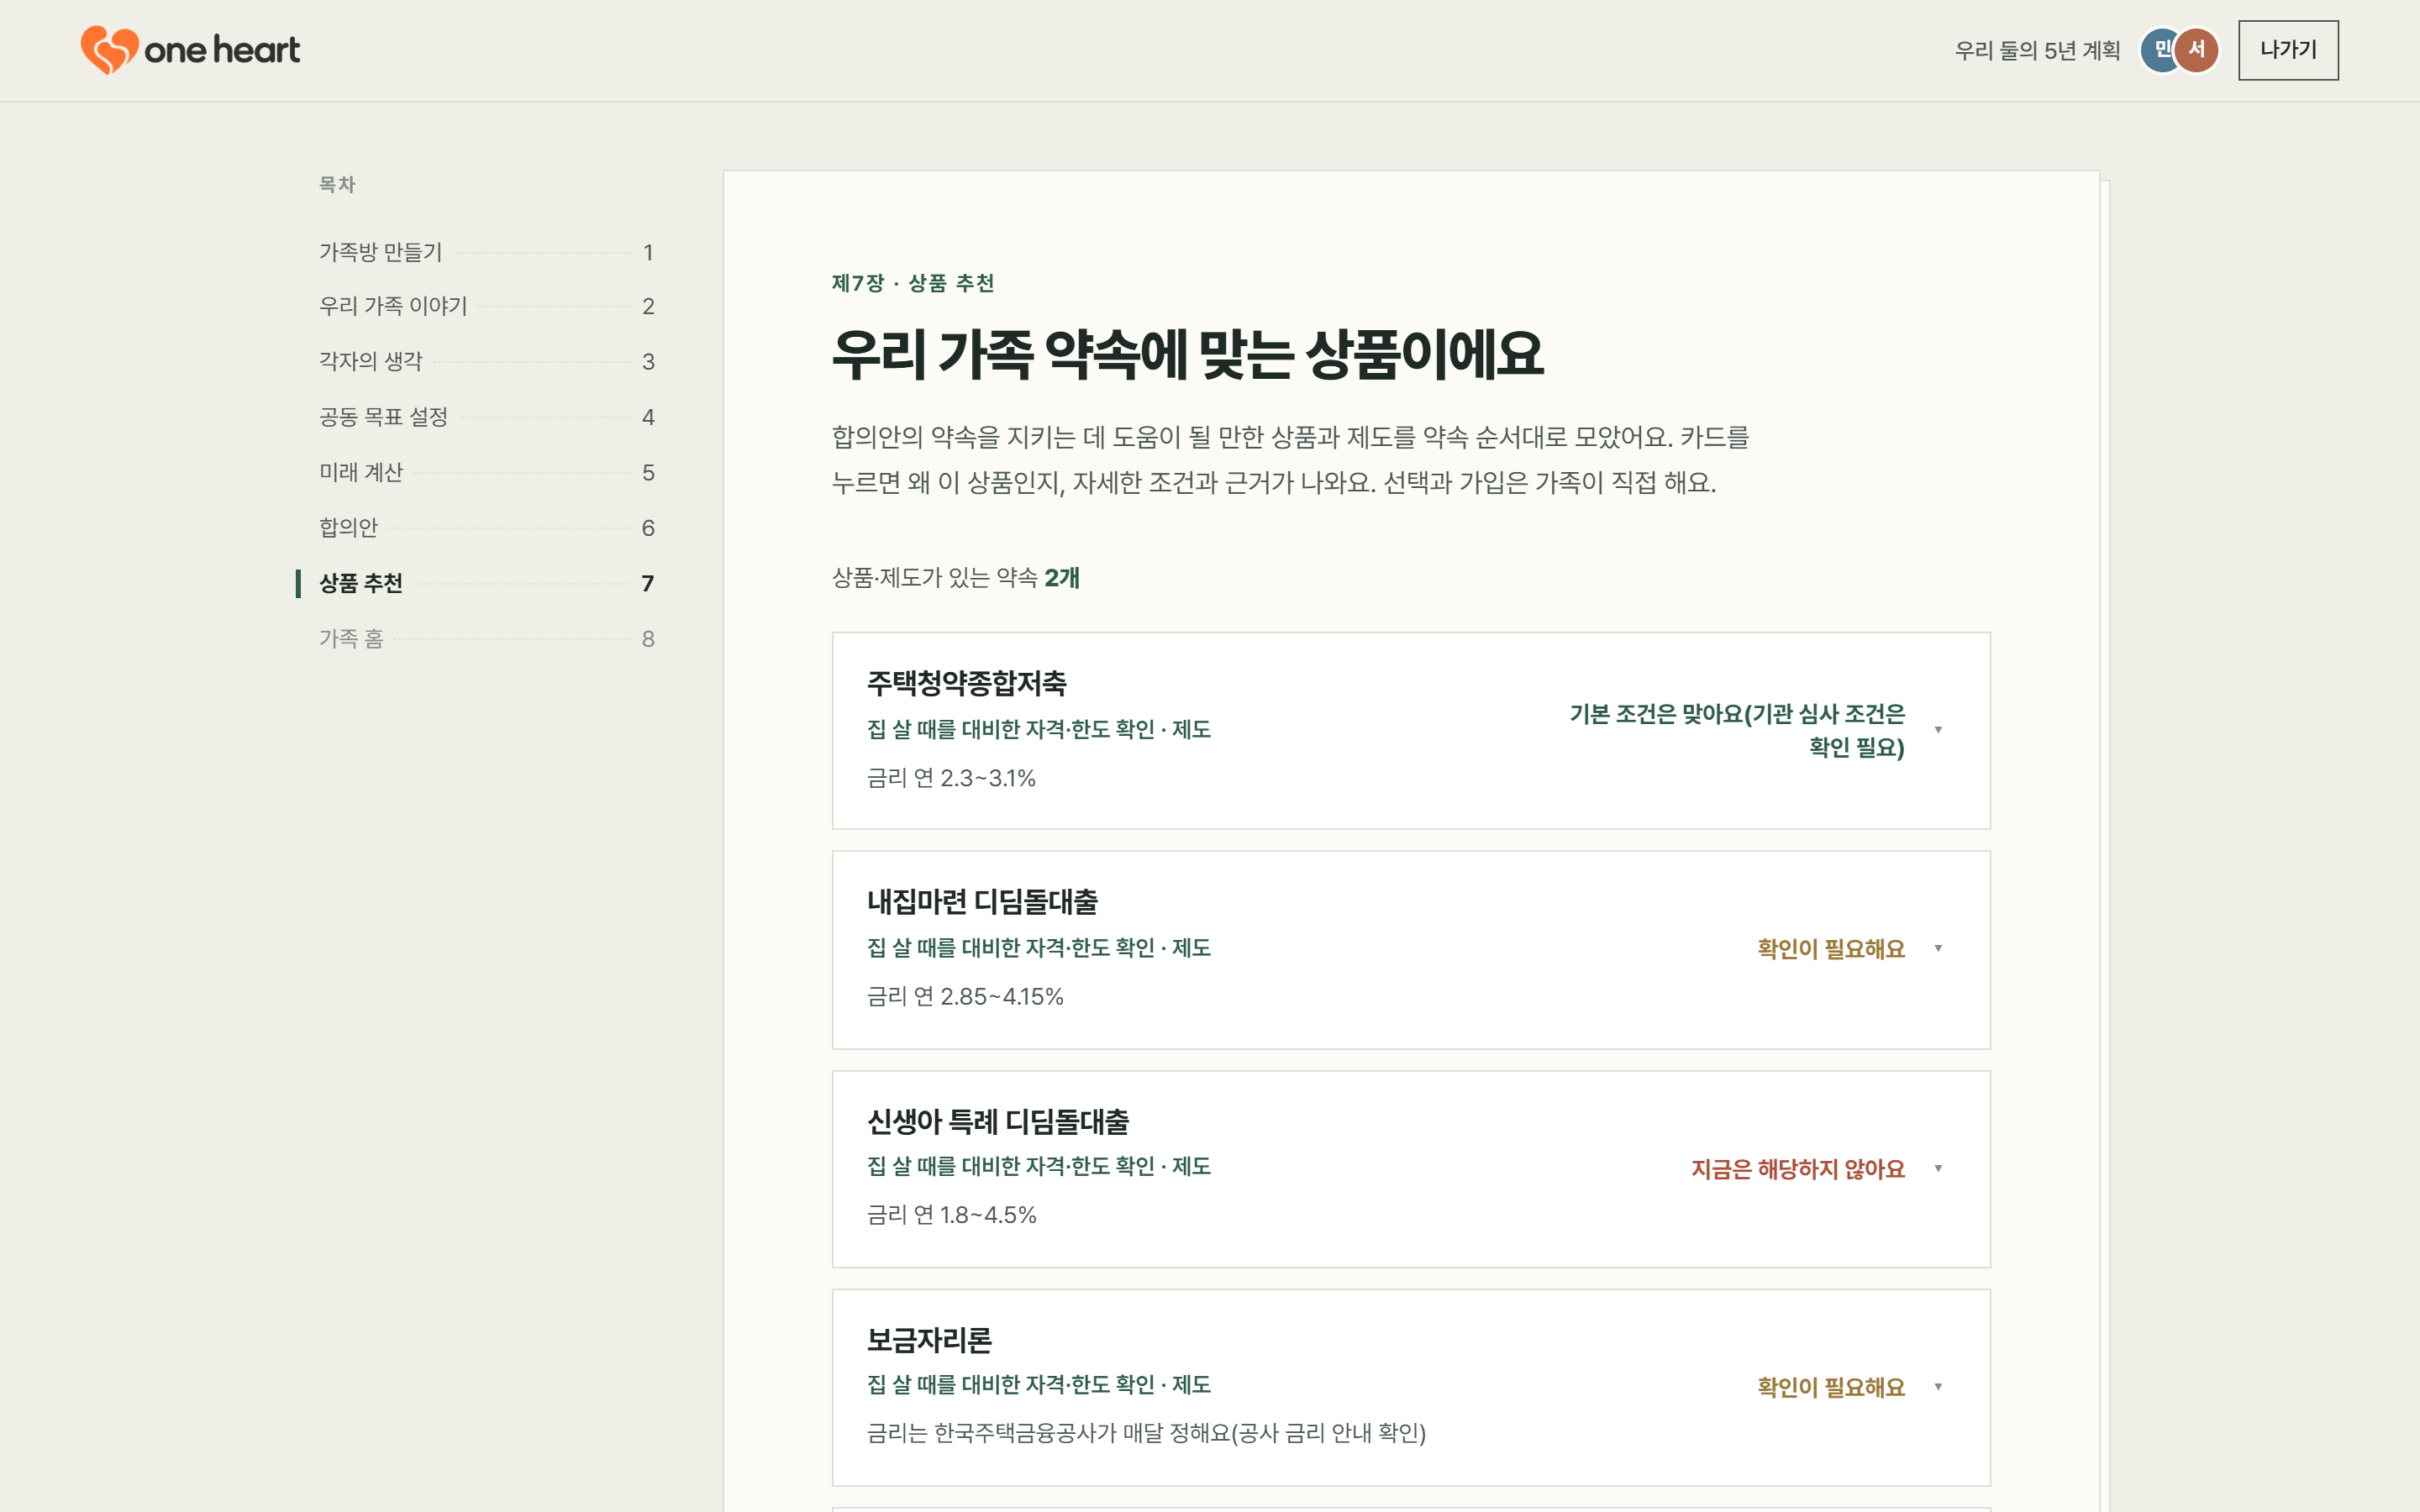 one heart
우리 둘의 5년 계획
민
서
나가기
목차
가족방 만들기 1
우리 가족 이야기 2
각자의 생각 3
공동 목표 설정 4
미래 계산 5
합의안 6
상품 추천 7
가족 홈 8
제7장 · 상품 추천
우리 가족 약속에 맞는 상품이에요
합의안의 약속을 지키는 데 도움이 될 만한 상품과 제도를 약속 순서대로 모았어요. 카드를
누르면 왜 이 상품인지, 자세한 조건과 근거가 나와요. 선택과 가입은 가족이 직접 해요.
상품·제도가 있는 약속 2개
주택청약종합저축
집 살 때를 대비한 자격·한도 확인 · 제도
금리 연 2.3~3.1%
기본 조건은 맞아요(기관 심사 조건은
확인 필요)
내집마련 디딤돌대출
집 살 때를 대비한 자격·한도 확인 · 제도
금리 연 2.85~4.15%
확인이 필요해요
신생아 특례 디딤돌대출
집 살 때를 대비한 자격·한도 확인 · 제도
금리 연 1.8~4.5%
지금은 해당하지 않아요
보금자리론
집 살 때를 대비한 자격·한도 확인 · 제도
금리는 한국주택금융공사가 매달 정해요(공사 금리 안내 확인)
확인이 필요해요